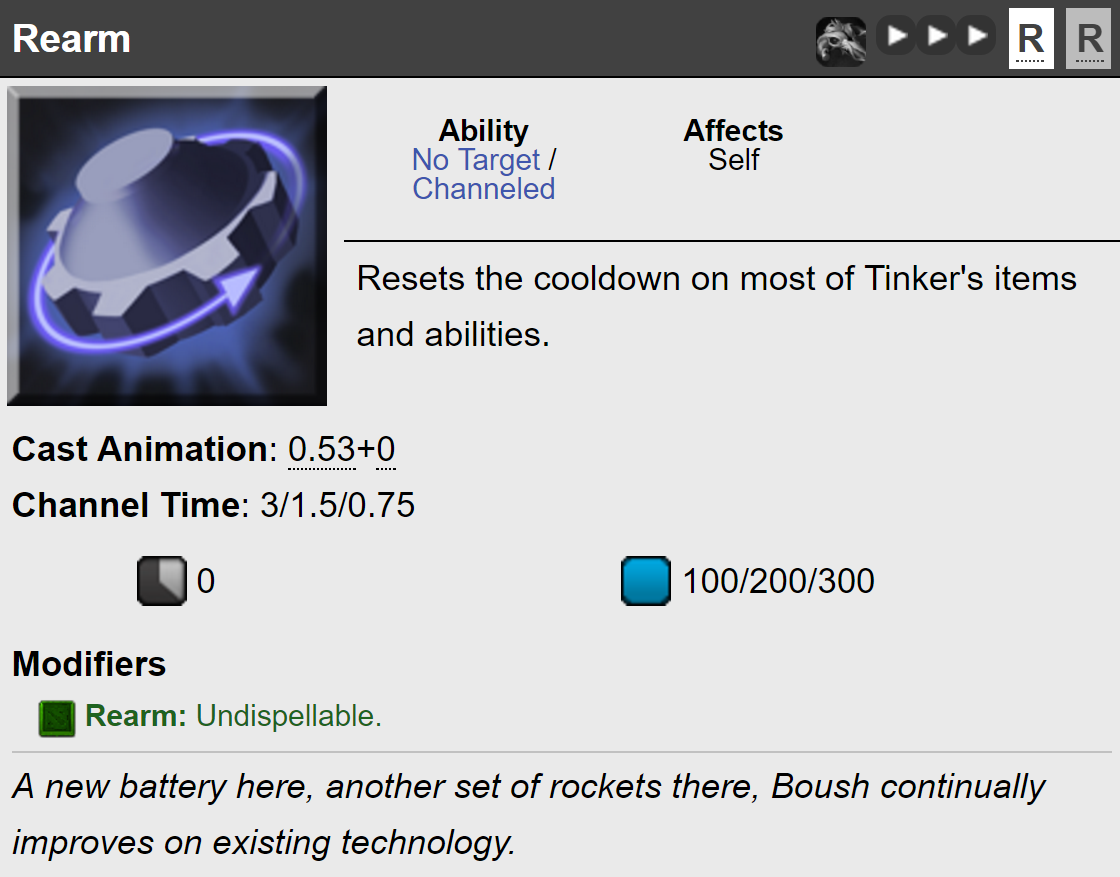 Rearm
R R
Ability
No Target /
Channeled
Affects
Self
Resets the cooldown on most of Tinker's items
and abilities.
Cast Animation: 0.53+0
Channel Time: 3/1.5/0.75
0
100/200/300
Modifiers
Rearm: Undispellable.
A new battery here, another set of rockets there, Boush continually
improves on existing technology.